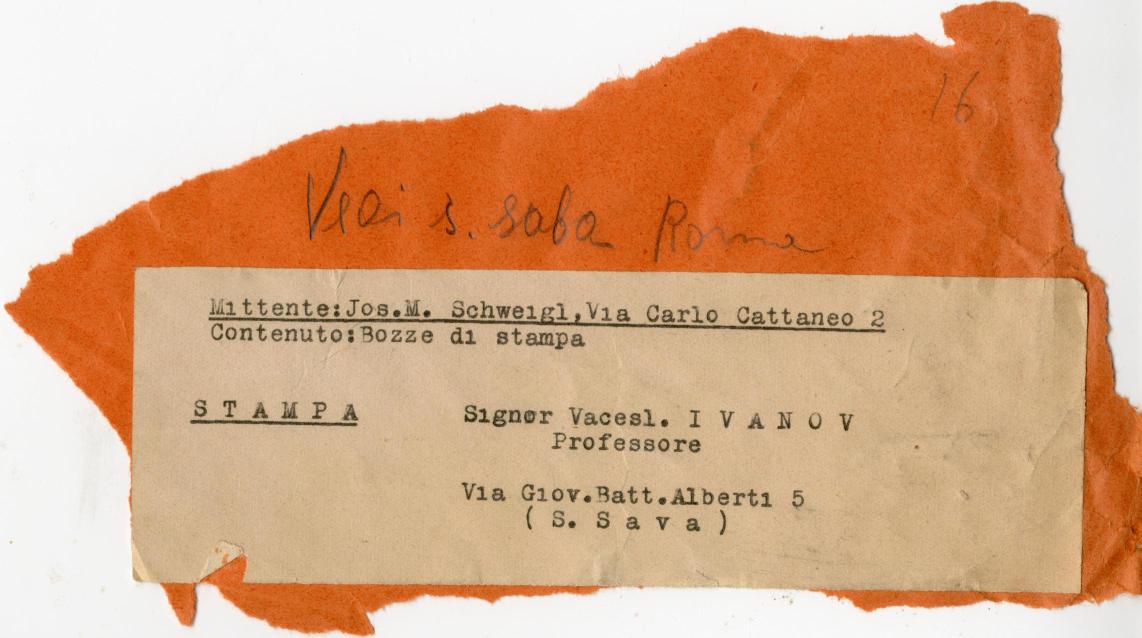 16
s. saba Roma
Mittente:Jos.M. Schweigl,Via Carlo Cattaneo 2
Contenuto:Bozze di stampa
S T A M P A
Signor Vacesl. I V A N O V
Professore
Via Giov.Batt.Alberti 5
( S. S a v a )